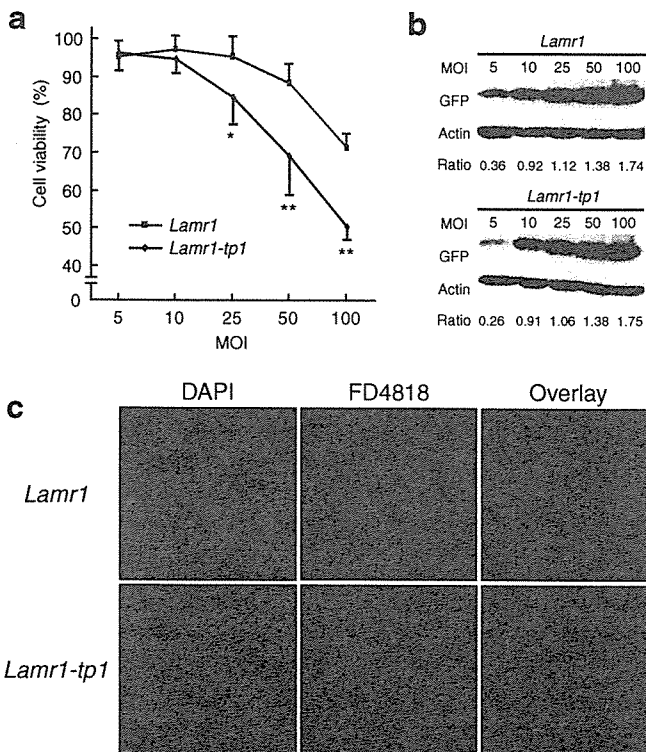 a
Cell viability (%)
100
90
80
70
60
50
40
0
*
**
**
Lamr1
Lamr1-tp1
5 10 25 50 100
MOI
b
Lamr1
MOI 5 10 25 50 100
GFP
Actin
Ratio 0.36 0.92 1.12 1.38 1.74
Lamr1-tp1
MOI 5 10 25 50 100
GFP
Actin
Ratio 0.26 0.91 1.06 1.38 1.75
c
DAPI FD4818 Overlay
Lamr1
Lamr1-tp1